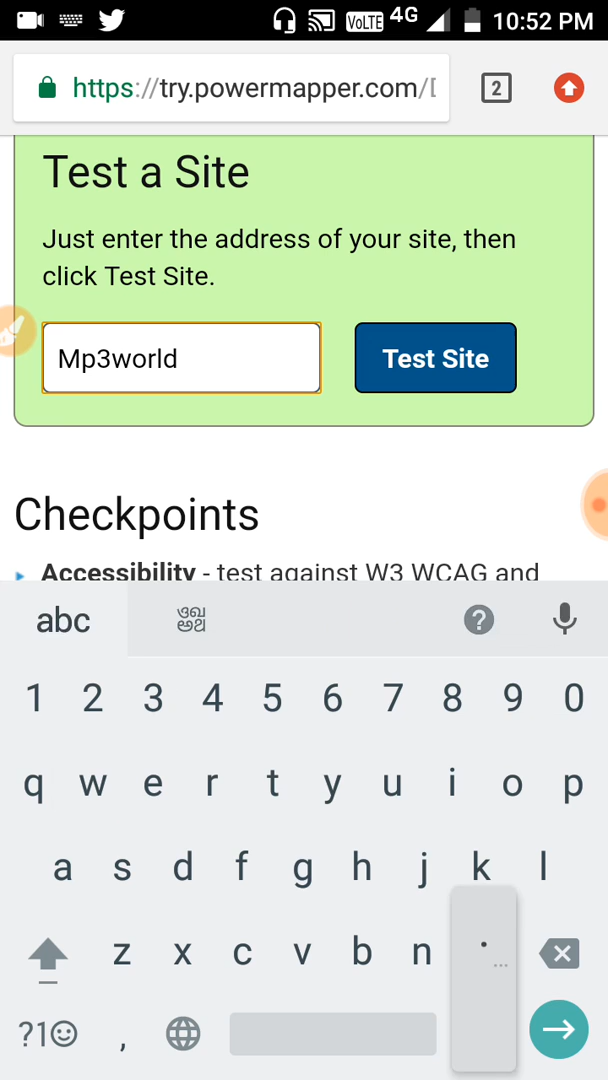 VoLTE 4G 10:52 PM
https://try.powermapper.com/ 2
Test a Site
Just enter the address of your site, then
click Test Site.
Mp3world Test Site
Checkpoints
Accessibility - test against W3 WCAG and
abc ?
1 2 3 4 5 6 7 8 9 0
q w e r t y u i o p
a s d f g h j k l
z x c v b n . ...
?1☺ ,